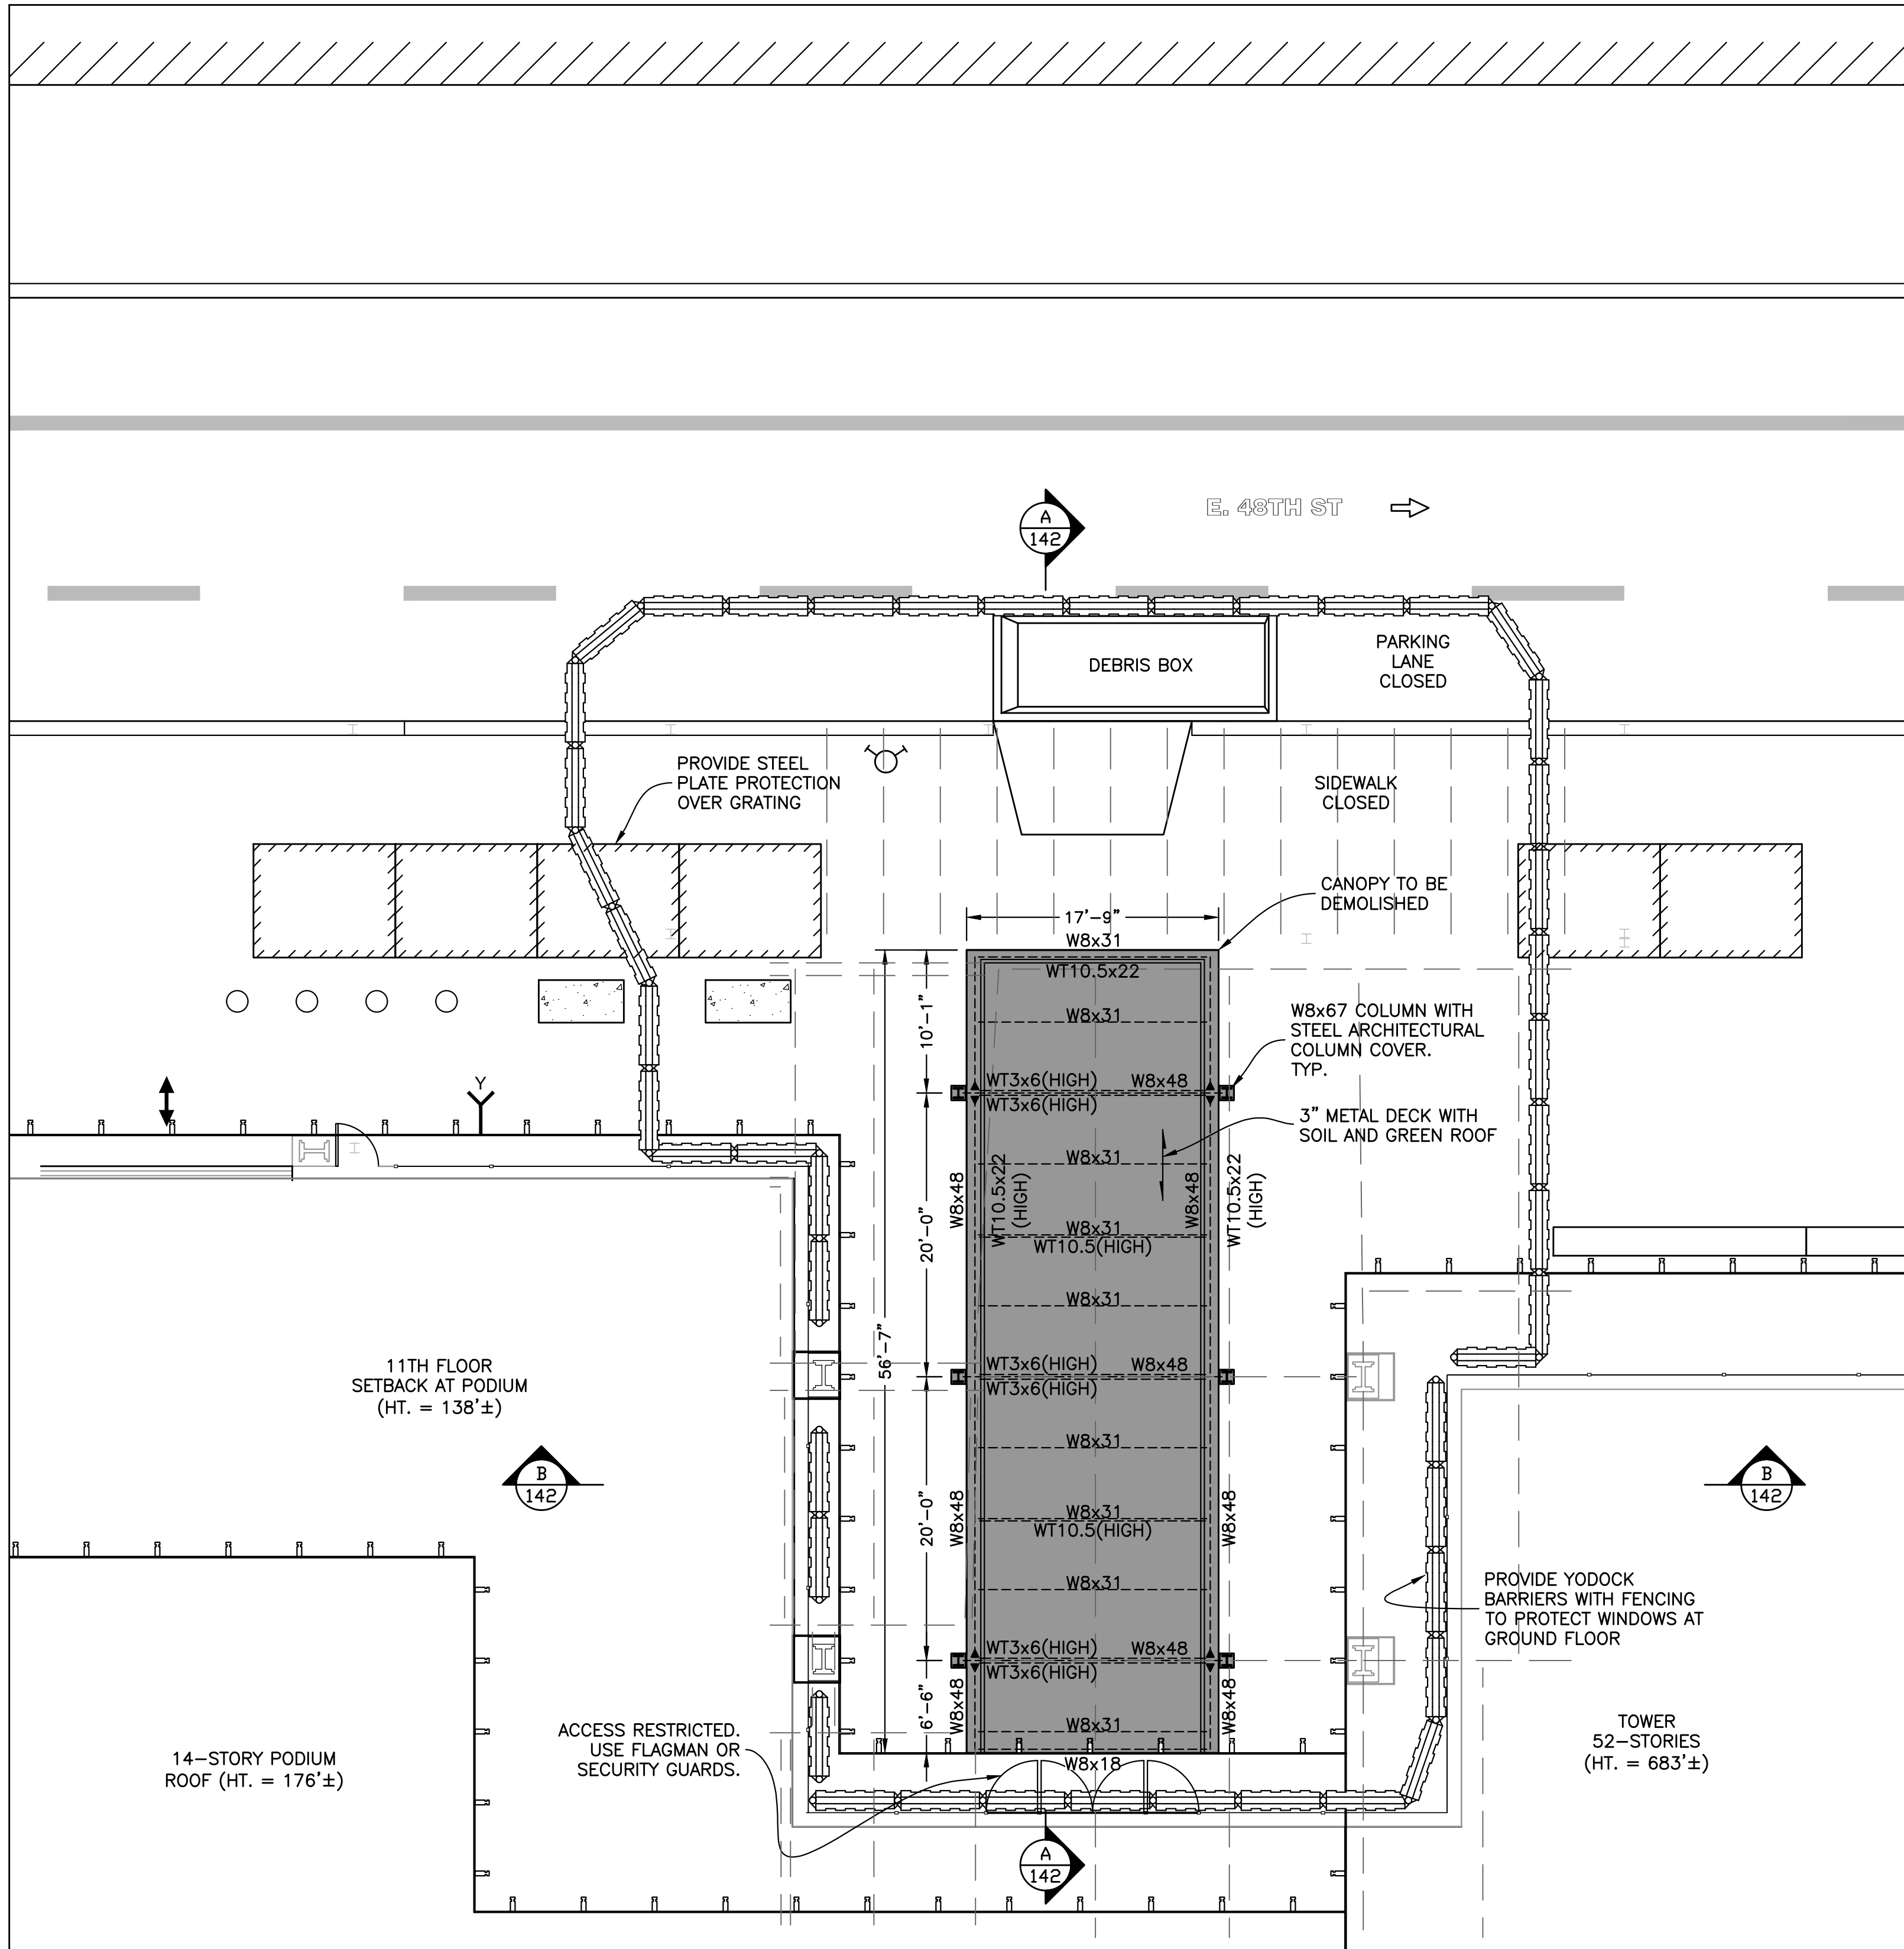 E. 48TH ST
A
142
DEBRIS BOX
PARKING
LANE
CLOSED
PROVIDE STEEL
PLATE PROTECTION
OVER GRATING
SIDEWALK
CLOSED
CANOPY TO BE
DEMOLISHED
17'-9"
W8x31
WT10.5x22
10'-1"
W8x31
W8x67 COLUMN WITH
STEEL ARCHITECTURAL
COLUMN COVER.
TYP.
Y
WT3x6(HIGH)
W8x48
WT3x6(HIGH)
3" METAL DECK WITH
SOIL AND GREEN ROOF
W8x31
W8x48
WT10.5x22
(HIGH)
W8x48
WT10.5x22
(HIGH)
20'-0"
W8x31
WT10.5(HIGH)
W8x31
56'-7"
WT3x6(HIGH)
W8x48
WT3x6(HIGH)
11TH FLOOR
SETBACK AT PODIUM
(HT. = 138'±)
W8x31
B
142
B
142
20'-0"
W8x48
W8x31
WT10.5(HIGH)
W8x48
W8x31
PROVIDE YODOCK
BARRIERS WITH FENCING
TO PROTECT WINDOWS AT
GROUND FLOOR
WT3x6(HIGH)
W8x48
WT3x6(HIGH)
6'-6"
W8x48
W8x48
W8x31
ACCESS RESTRICTED.
USE FLAGMAN OR
SECURITY GUARDS.
W8x18
14-STORY PODIUM
ROOF (HT. = 176'±)
TOWER
52-STORIES
(HT. = 683'±)
A
142